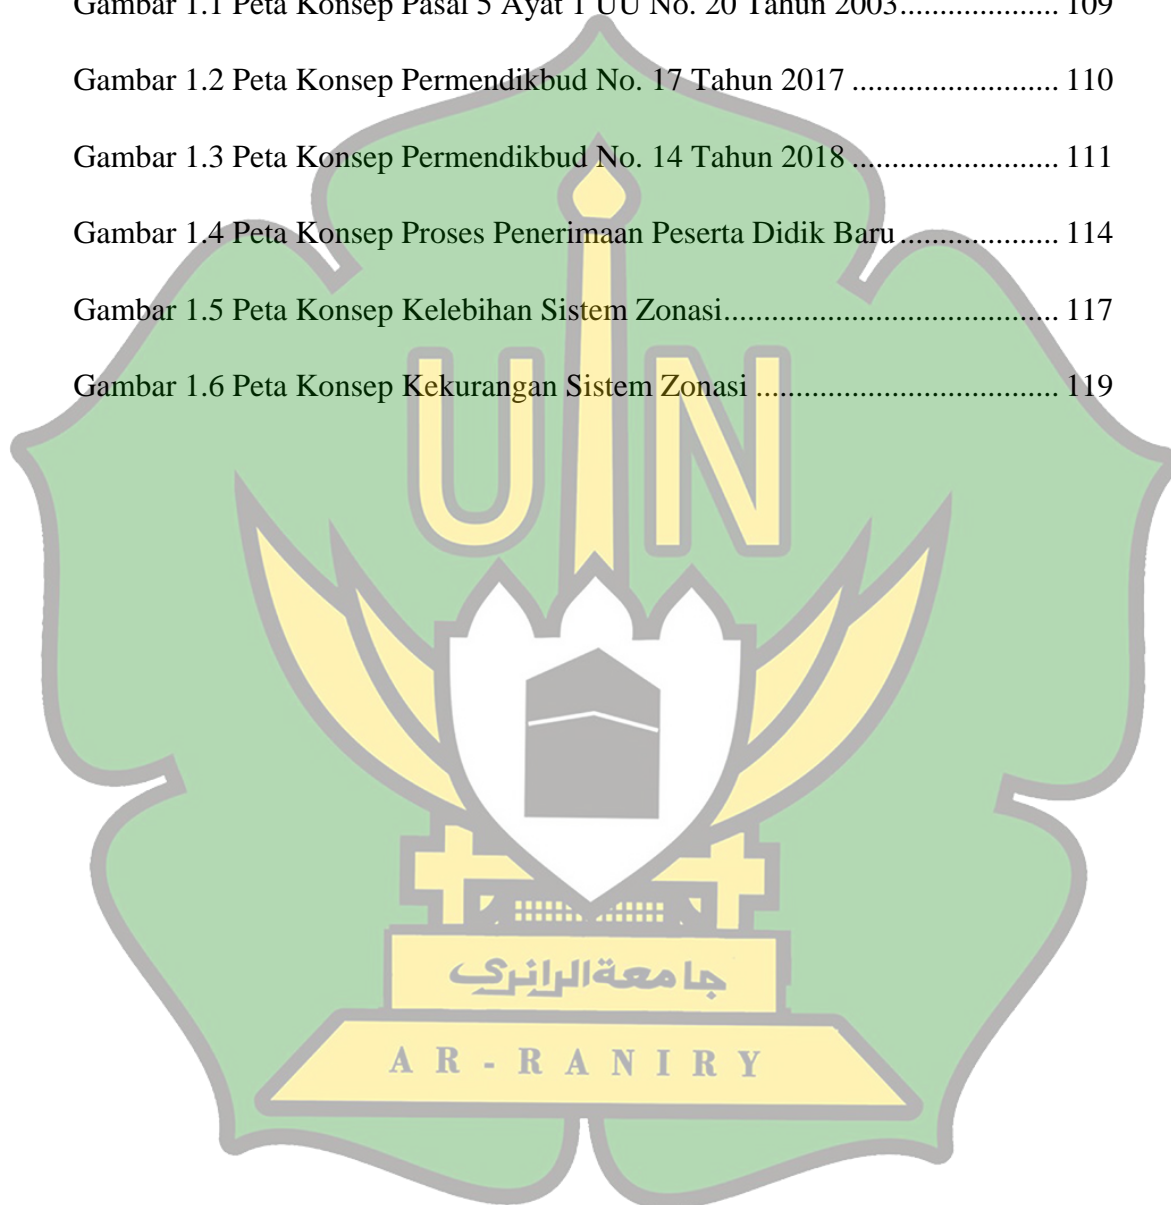 Gambar 1.1 Peta Konsep Pasal 5 Ayat 1 UU No. 20 Tahun 2003.................... 109
Gambar 1.2 Peta Konsep Permendikbud No. 17 Tahun 2017 .......................... 110
Gambar 1.3 Peta Konsep Permendikbud No. 14 Tahun 2018 .......................... 111
Gambar 1.4 Peta Konsep Proses Penerimaan Peserta Didik Baru .................... 114
Gambar 1.5 Peta Konsep Kelebihan Sistem Zonasi.......................................... 117
Gambar 1.6 Peta Konsep Kekurangan Sistem Zonasi ...................................... 119
UIN
جامعة الرانري
AR-RANIRY